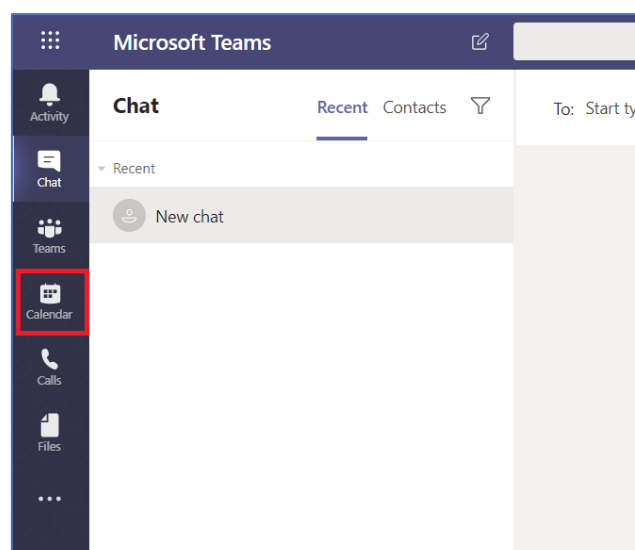 Microsoft Teams
Activity
Chat
Teams
Calendar
Calls
Files
Chat
Recent Contacts
Recent
New chat
To: Start ty